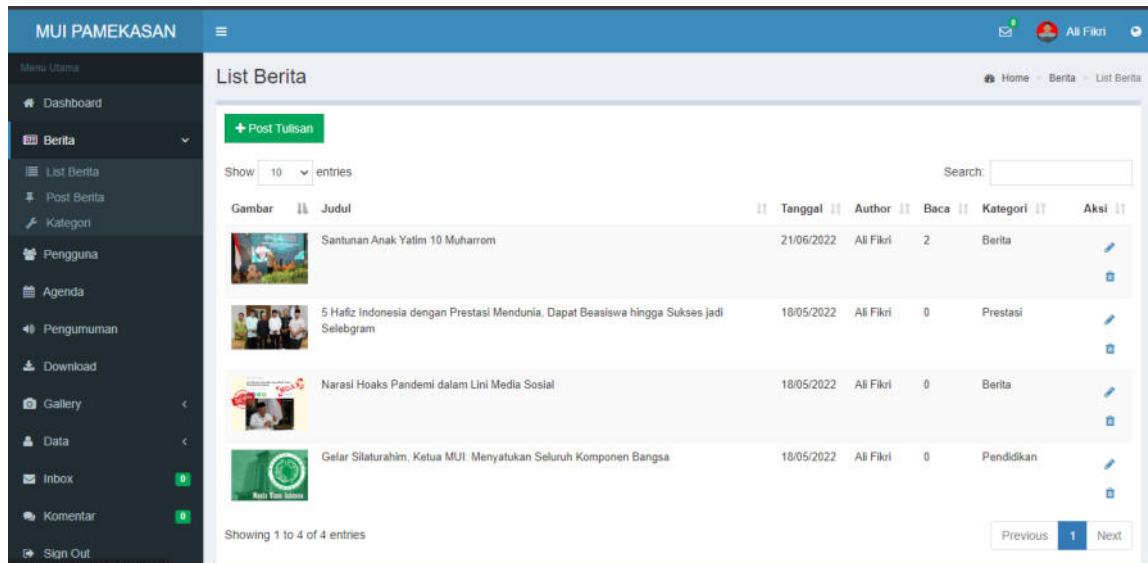 MUI PAMEKASAN
0
Ali Fikri
Menu Utama
Dashboard
Berita
List Berita
Post Berita
Kategori
Pengguna
Agenda
Pengumuman
Download
Gallery
Data
Inbox 0
Komentar 0
Sign Out
List Berita
Home Berita List Berita
+ Post Tulisan
Show 10 entries
Search:
Gambar Judul Tanggal Author Baca Kategori Aksi
Santunan Anak Yatim 10 Muharrom 21/06/2022 Ali Fikri 2 Berita
5 Hafiz Indonesia dengan Prestasi Mendunia, Dapat Beasiswa hingga Sukses jadi 18/05/2022 Ali Fikri 0 Prestasi
Selebgram
HOAX
Narasi Hoaks Pandemi dalam Lini Media Sosial 18/05/2022 Ali Fikri 0 Berita
Gelar Silaturahim, Ketua MUI: Menyatukan Seluruh Komponen Bangsa 18/05/2022 Ali Fikri 0 Pendidikan
Majelis Ulama Indonesia
Showing 1 to 4 of 4 entries
Previous 1 Next